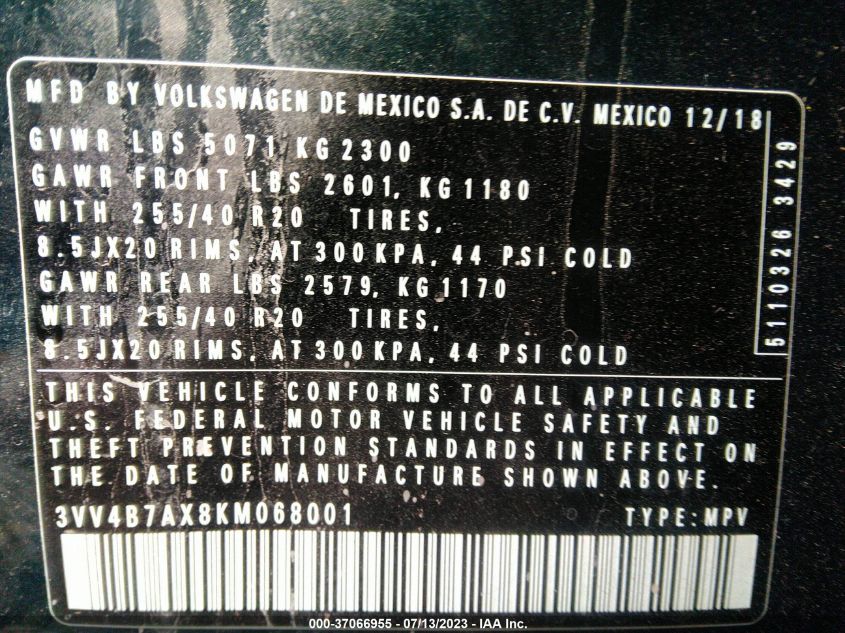 MFD BY VOLKSWAGEN DE MEXICO S.A. DE C.V. MEXICO 12/18
GVWR LBS 5071 KG 2300
GAWR FRONT LBS 2601, KG 1180
WITH 255/40 R20 TIRES,
8.5JX20 RIMS, AT 300 KPA, 44 PSI COLD
GAWR REAR LBS 2579, KG 1170
WITH 255/40 R20 TIRES,
8.5JX20 RIMS, AT 300 KPA, 44 PSI COLD
5110326 3429
THIS VEHICLE CONFORMS TO ALL APPLICABLE
U.S. FEDERAL MOTOR VEHICLE SAFETY AND
THEFT PREVENTION STANDARDS IN EFFECT ON
THE DATE OF MANUFACTURE SHOWN ABOVE.
3VV4B7AX8KM068001 TYPE: MPV
000-37066955 - 07/13/2023 - IAA Inc.